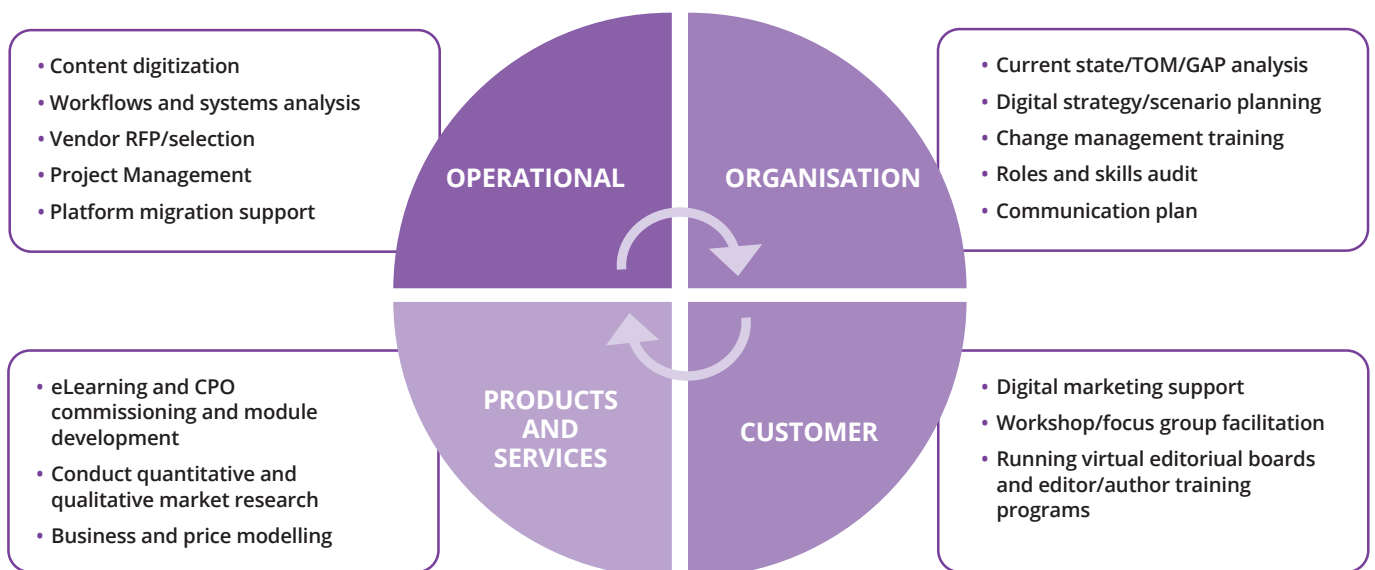 • Content digitization
• Workflows and systems analysis
• Vendor RFP/selection
• Project Management
• Platform migration support
OPERATIONAL
ORGANISATION
• Current state/TOM/GAP analysis
• Digital strategy/scenario planning
• Change management training
• Roles and skills audit
• Communication plan
• eLearning and CPO
commissioning and module
development
• Conduct quantitative and
qualitative market research
• Business and price modelling
PRODUCTS
AND
SERVICES
CUSTOMER
• Digital marketing support
• Workshop/focus group facilitation
• Running virtual editoriual boards
and editor/author training
programs